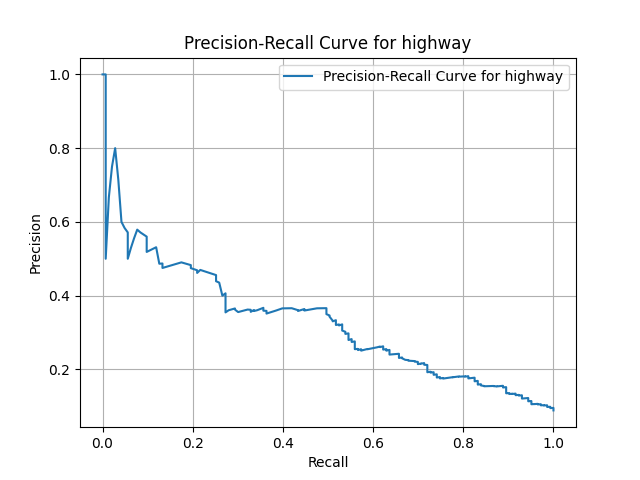 Precision-Recall Curve for highway
Precision-Recall Curve for highway
1.0
0.8
0.6
0.4
0.2
Precision
0.0 0.2 0.4 0.6 0.8 1.0
Recall